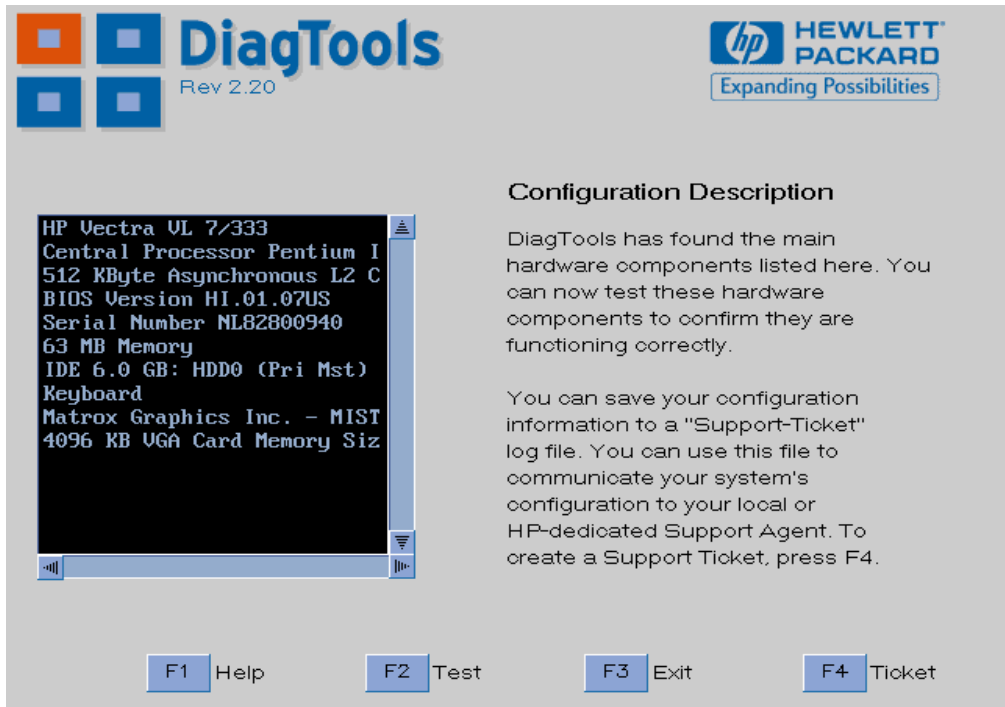 DiagTools
Rev 2.20
hp HEWLETT
PACKARD
Expanding Possibilities
HP Vectra VL 7/333
Central Processor Pentium I
512 KByte Asynchronous L2 C
BIOS Version HI.01.07US
Serial Number NL82800940
63 MB Memory
IDE 6.0 GB: HDD0 (Pri Mst)
Keyboard
Matrox Graphics Inc. - MIST
4096 KB VGA Card Memory Siz
Configuration Description
DiagTools has found the main
hardware components listed here. You
can now test these hardware
components to confirm they are
functioning correctly.
You can save your configuration
information to a "Support-Ticket"
log file. You can use this file to
communicate your system's
configuration to your local or
HP-dedicated Support Agent. To
create a Support Ticket, press F4.
F1 Help F2 Test F3 Exit F4 Ticket